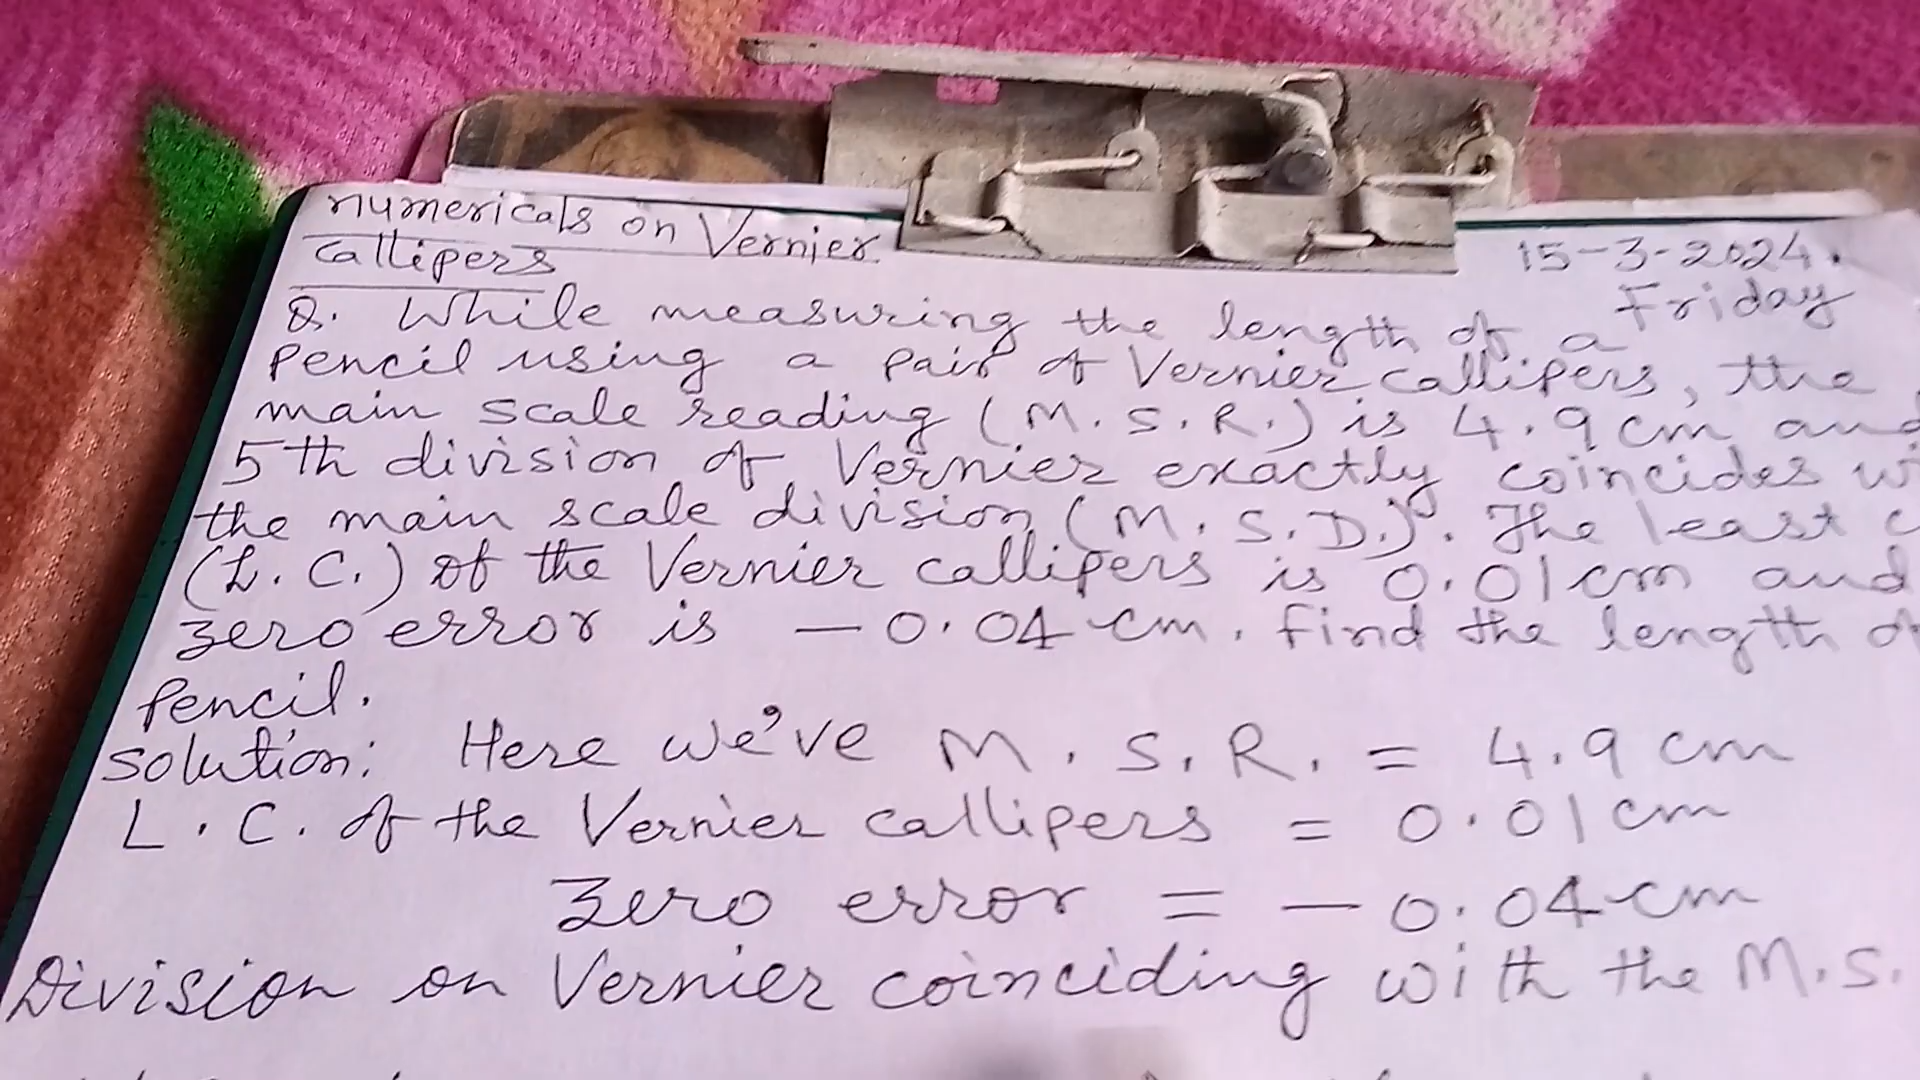 numericals on Vernier
Callipers
15-3-2024.
Friday
Q. While measuring the length of a
Pencil using a pair of Vernier callipers, the
main scale reading (M.S.R.) is 4.9 cm and
5th division of Vernier exactly coincides
the main scale division (M.S.D.). The least
(L.C.) of the Vernier callipers is 0.01 cm and
zero error is -0.04 cm. Find the length of
Pencil.
solution: Here we've M.S.R. = 4.9 cm
L.C. of the Vernier callipers = 0.01 cm
Zero error = -0.04 cm
Division on Vernier coinciding with the M.S.